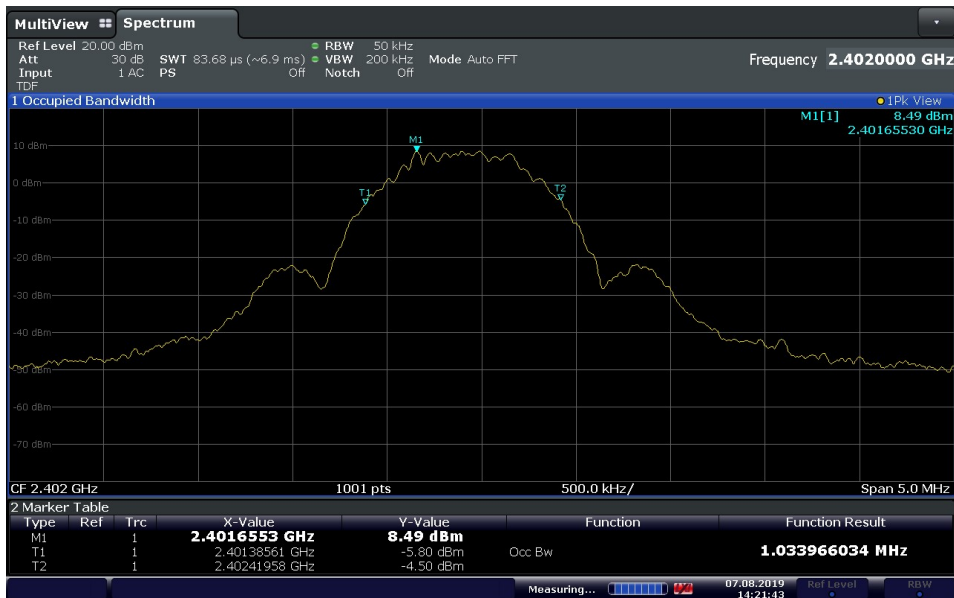 MultiView Spectrum
Ref Level 20.00 dBm RBW 50 kHz
Att 30 dB SWT 83.68 µs (~6.9 ms) VBW 200 kHz Mode Auto FFT Frequency 2.4020000 GHz
Input 1 AC PS Off Notch Off
TDF
1 Occupied Bandwidth 1Pk View
M1[1] 8.49 dBm
2.40165530 GHz
M1
10 dBm
0 dBm
T1 T2
-10 dBm
-20 dBm
-30 dBm
-40 dBm
-50 dBm
-60 dBm
-70 dBm
CF 2.402 GHz 1001 pts 500.0 kHz/ Span 5.0 MHz
2 Marker Table
Type Ref Trc X-Value Y-Value Function Function Result
M1 1 2.4016553 GHz 8.49 dBm
T1 1 2.40138561 GHz -5.80 dBm Occ Bw 1.033966034 MHz
T2 1 2.40241958 GHz -4.50 dBm
Measuring... 07.08.2019 Ref Level RBW
14:21:43